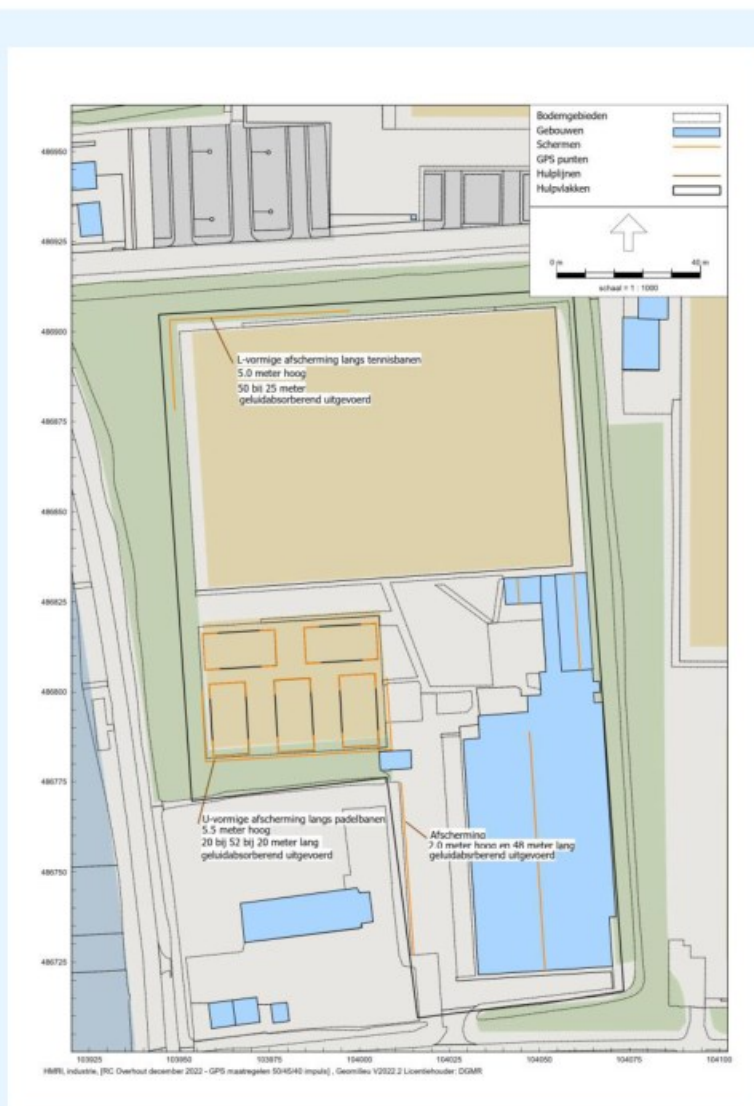 Bodemgebieden
Gebouwen
Schermen
GPS punten
Hulplijnen
Hulpvlakken
0 m 40 m
schaal = 1 : 1000
486950
486925
486900
486875
486850
486825
486800
486775
486750
486725
L-vormige afscherming langs tennisbanen
5.0 meter hoog
50 bij 25 meter
geluidabsorberend uitgevoerd
U-vormige afscherming langs padelbanen
5.5 meter hoog
20 bij 52 bij 20 meter lang
geluidabsorberend uitgevoerd
Afscherming
2.0 meter hoog en 48 meter lang
geluidabsrberend uitgevoerd
103925 103950 103975 104000 104025 104050 104075 104100
HMRI, industrie, [RC Overhout december 2022 - GPS maatregelen 50/45/40 impuls] , Geomilieu V2022.2 Licentiehouder: DGMR